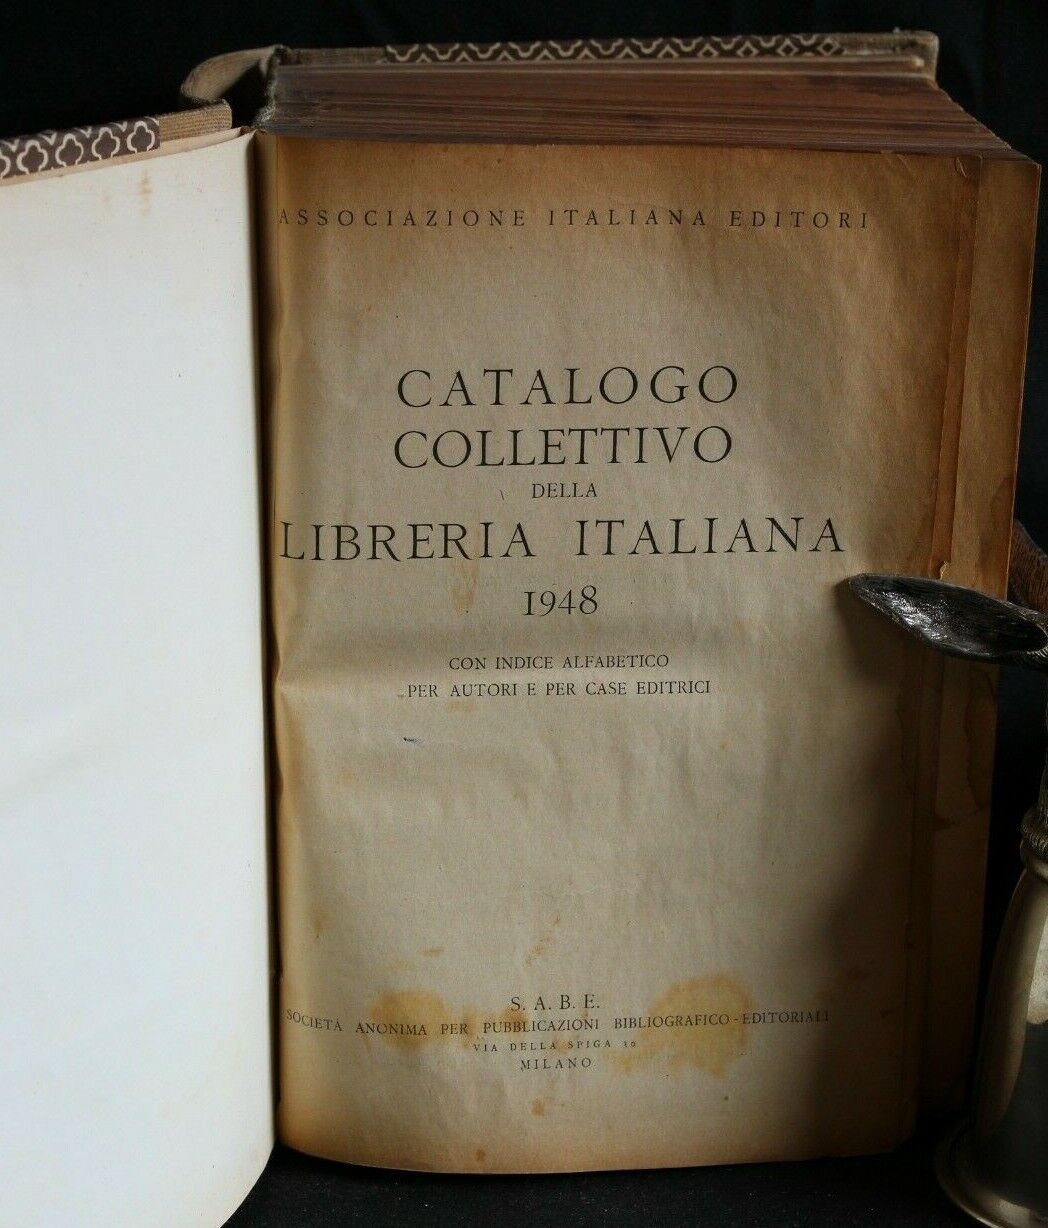 ASSOCIAZIONE ITALIANA EDITORI
CATALOGO
COLLETTIVO
DELLA
LIBRERIA ITALIANA
1948
CON INDICE ALFABETICO
PER AUTORI E PER CASE EDITRICI
S. A. B. E.
SOCIETÀ ANONIMA PER PUBBLICAZIONI BIBLIOGRAFICO-EDITORIALI
VIA DELLA SPIGA
MILANO